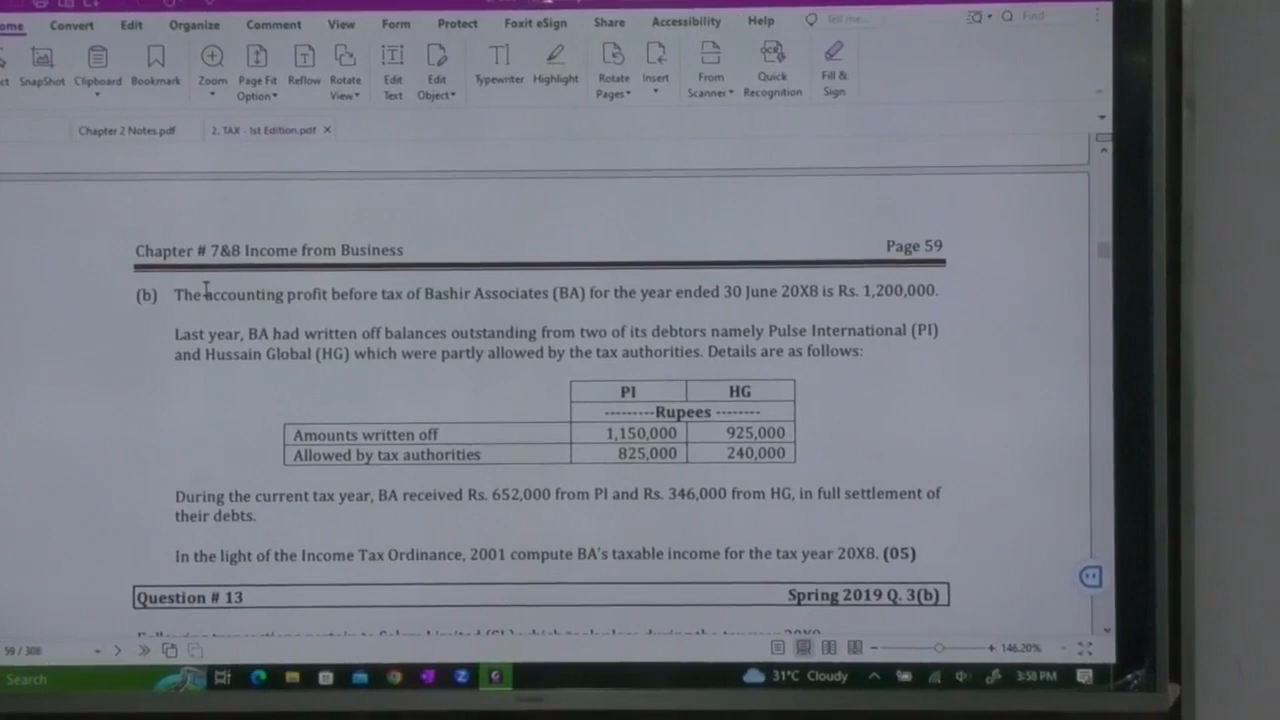 ome Convert Edit Organize Comment View Form Protect Foxit eSign Share Accessibility Help Tell me... Find
ct SnapShot Clipboard Bookmark Zoom Page Fit Option Reflow Rotate View Edit Text Edit Object Typewriter Highlight Rotate Pages Insert From Scanner Quick Recognition Fill & Sign
Chapter 2 Notes.pdf 2. TAX - 1st Edition.pdf ×
Chapter # 7&8 Income from Business Page 59
(b) The accounting profit before tax of Bashir Associates (BA) for the year ended 30 June 20X8 is Rs. 1,200,000.
Last year, BA had written off balances outstanding from two of its debtors namely Pulse International (PI)
and Hussain Global (HG) which were partly allowed by the tax authorities. Details are as follows:
PI HG
---------Rupees --------
Amounts written off 1,150,000 925,000
Allowed by tax authorities 825,000 240,000
During the current tax year, BA received Rs. 652,000 from PI and Rs. 346,000 from HG, in full settlement of
their debts.
In the light of the Income Tax Ordinance, 2001 compute BA's taxable income for the tax year 20X8. (05)
Question # 13 Spring 2019 Q. 3(b)
59 / 308 146.20%
Search 31°C Cloudy 3:58 PM